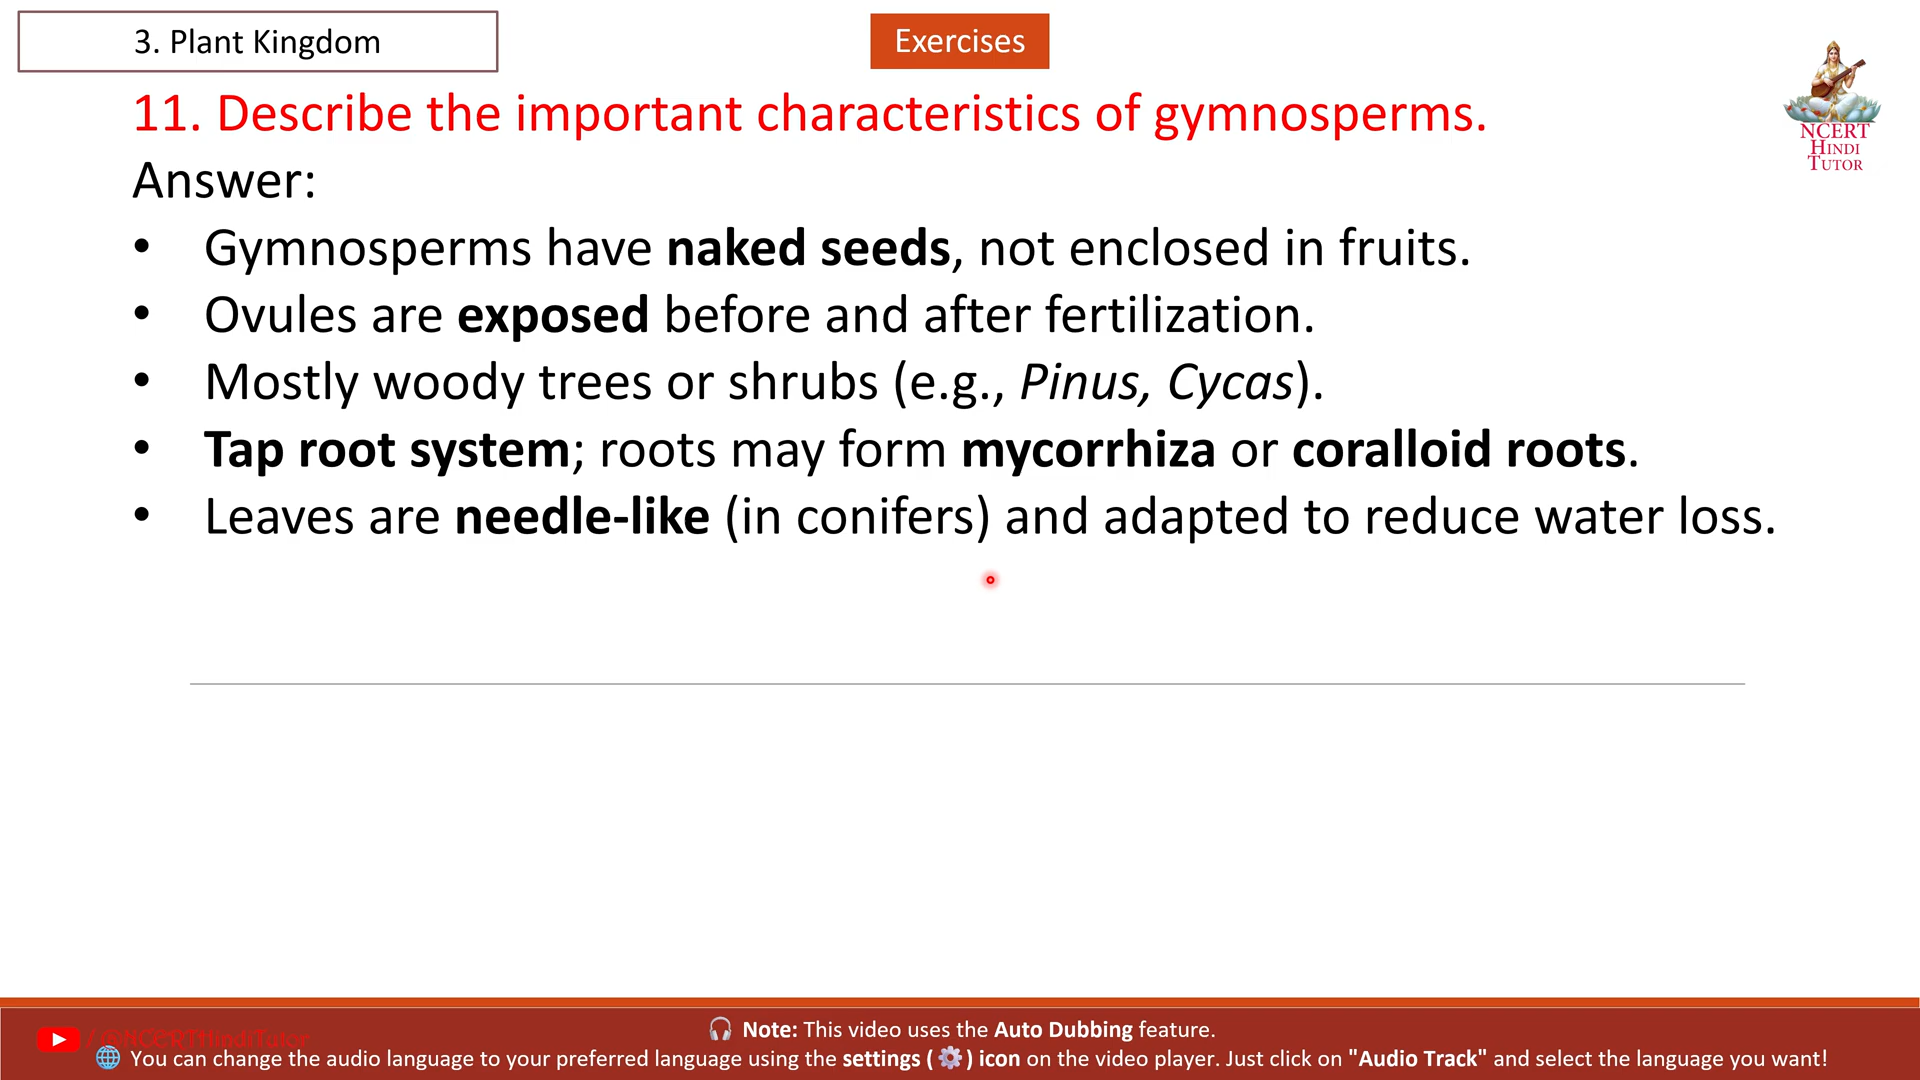 3. Plant Kingdom
Exercises
NCERT
HINDI
TUTOR
11. Describe the important characteristics of gymnosperms.
Answer:
• Gymnosperms have naked seeds, not enclosed in fruits.
• Ovules are exposed before and after fertilization.
• Mostly woody trees or shrubs (e.g., Pinus, Cycas).
• Tap root system; roots may form mycorrhiza or coralloid roots.
• Leaves are needle-like (in conifers) and adapted to reduce water loss.
/@NCERTHindiTutor
Note: This video uses the Auto Dubbing feature.
You can change the audio language to your preferred language using the settings ( ) icon on the video player. Just click on "Audio Track" and select the language you want!